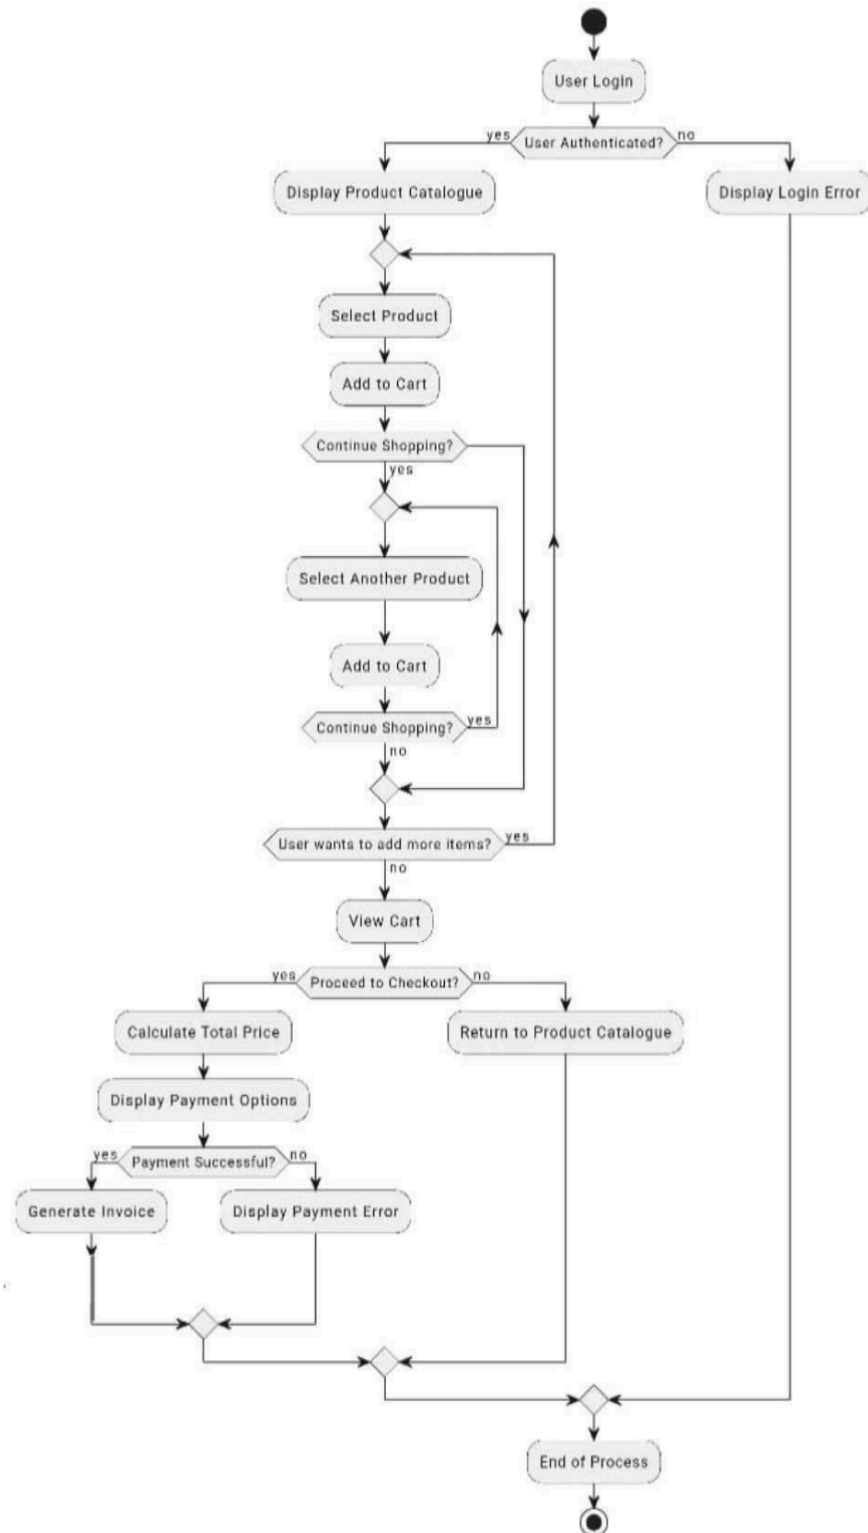 User Login
yes
User Authenticated?
no
Display Product Catalogue
Display Login Error
Select Product
Add to Cart
Continue Shopping?
yes
Select Another Product
Add to Cart
Continue Shopping?
yes
no
User wants to add more items?
yes
no
View Cart
yes
Proceed to Checkout?
no
Calculate Total Price
Return to Product Catalogue
Display Payment Options
yes
Payment Successful?
no
Generate Invoice
Display Payment Error
End of Process